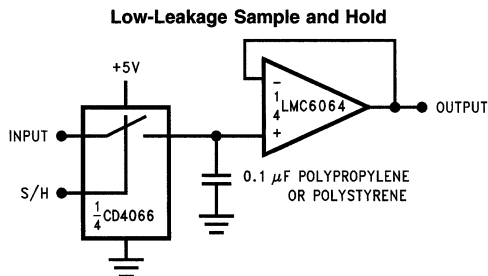 Low-Leakage Sample and Hold
+5V
INPUT
S/H
1/4 CD4066
−
1/4 LMC6064
+
OUTPUT
0.1 μF POLYPROPYLENE
OR POLYSTYRENE